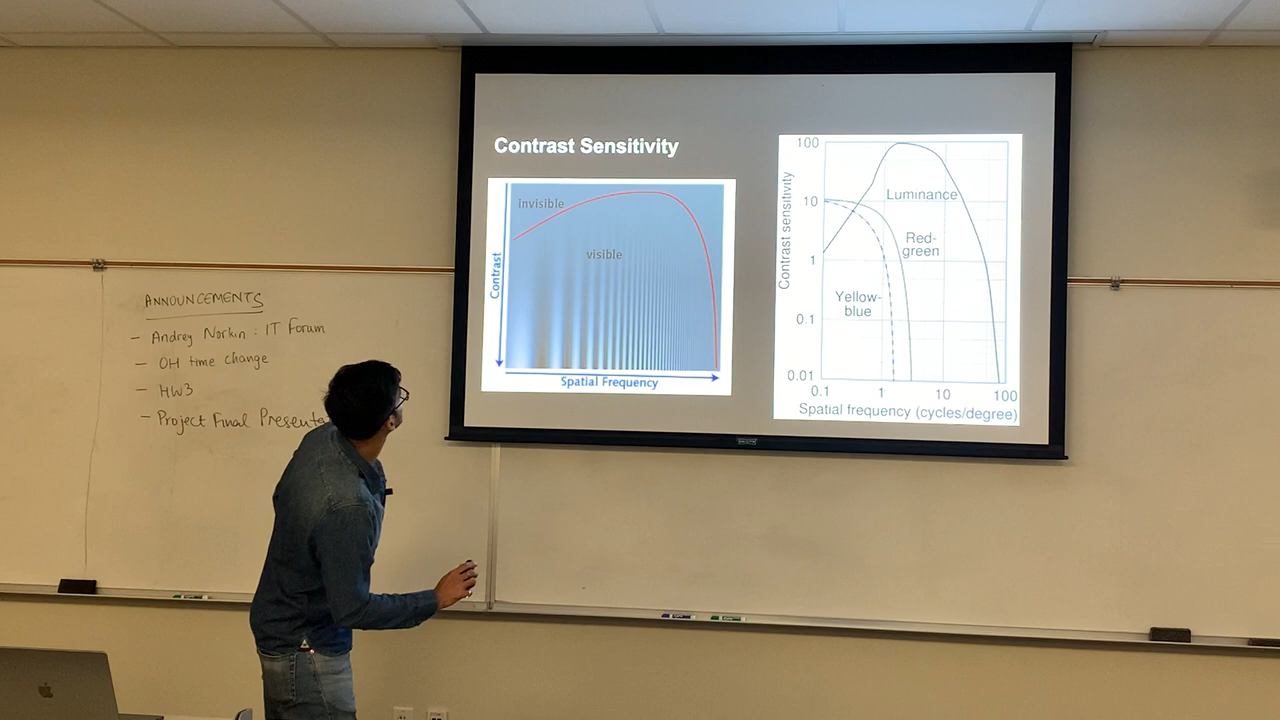 ANNOUNCEMENTS
- Andrey Norkin : IT Forum
- OH time change
- HW3
- Project Final Presenta
Contrast Sensitivity
invisible
visible
Contrast
Spatial Frequency
Contrast sensitivity
100
10
1
0.1
0.01
Luminance
Red-
green
Yellow-
blue
0.1 1 10 100
Spatial frequency (cycles/degree)